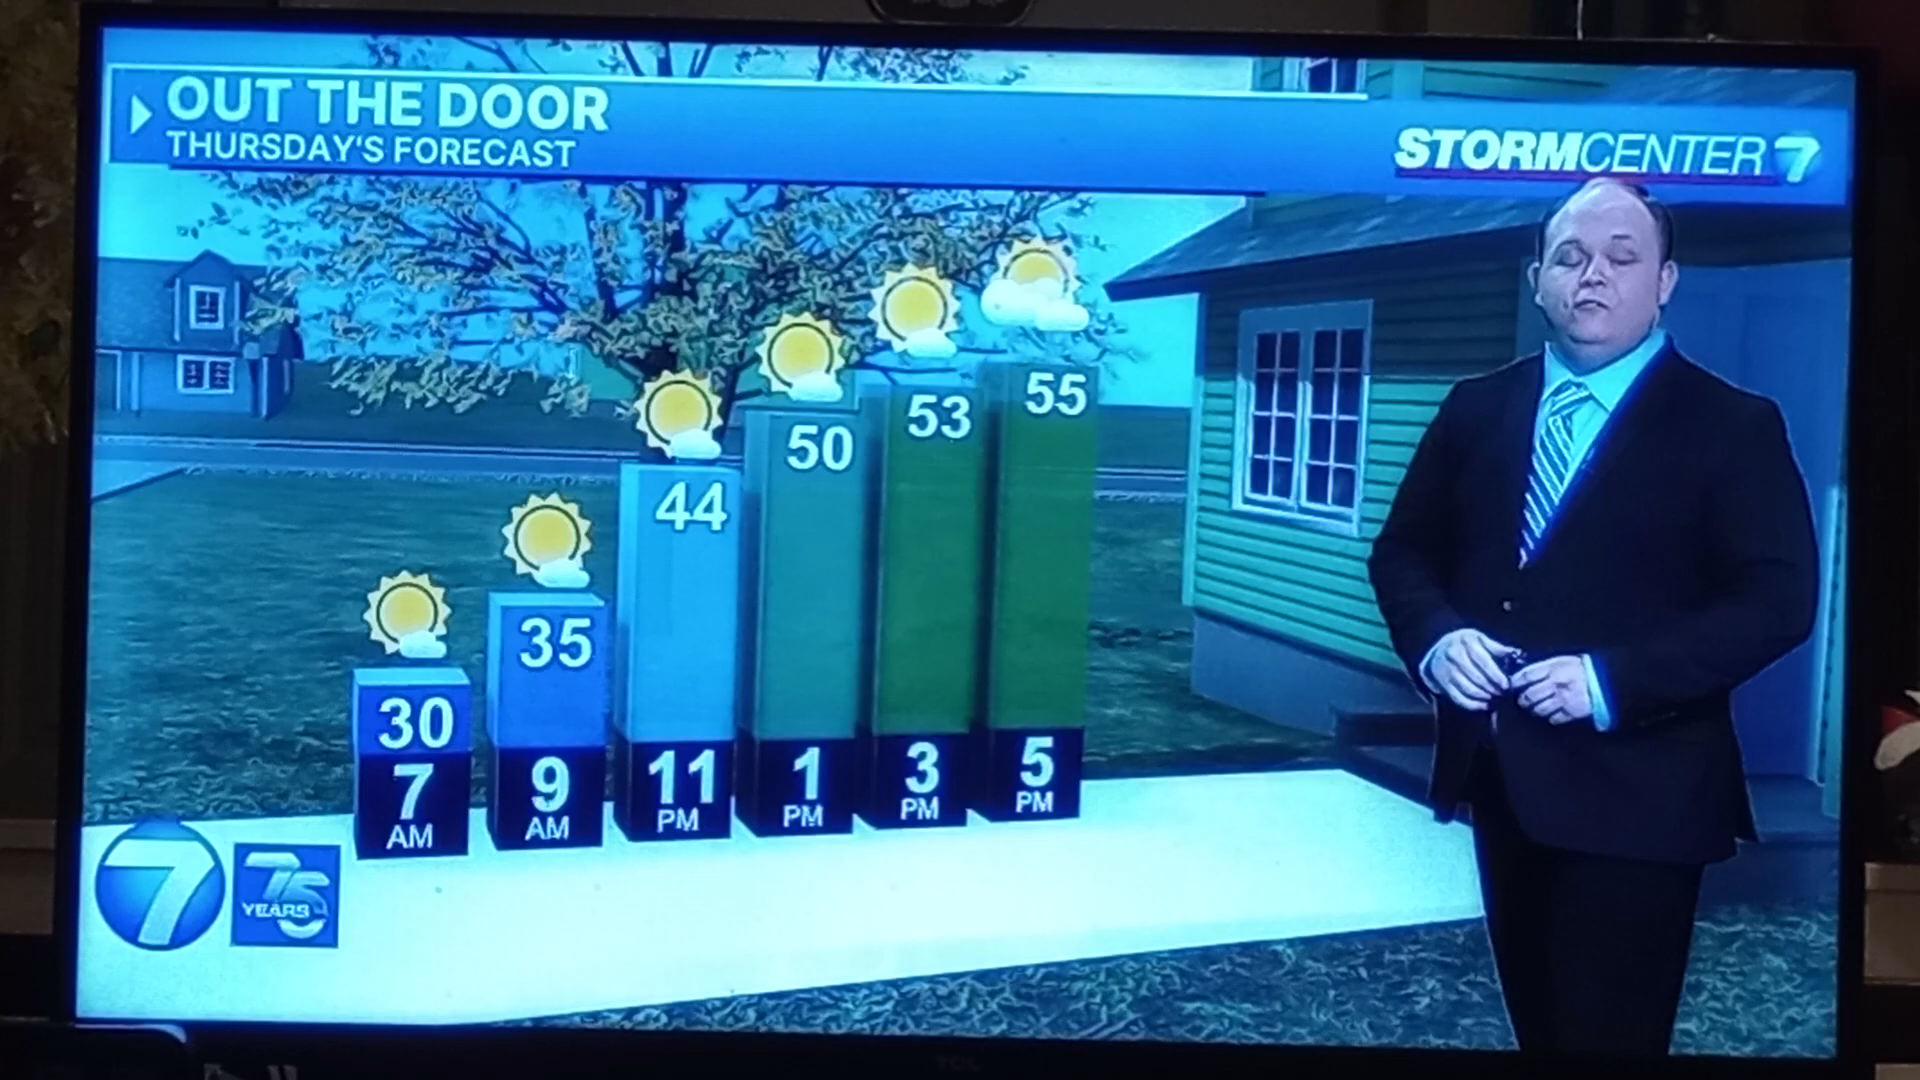 OUT THE DOOR
THURSDAY'S FORECAST
STORMCENTER 7
30
35
44
50
53
55
7
AM
9
AM
11
PM
1
PM
3
PM
5
PM
7
75
YEARS
TCL